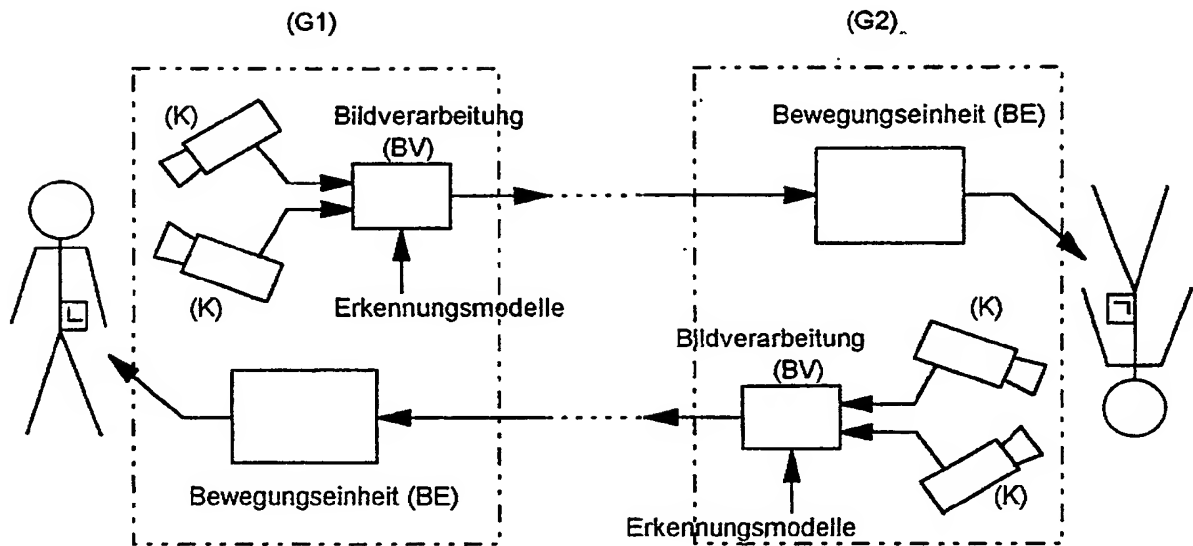 (G1)
(G2)
(K)
Bildverarbeitung
(BV)
Bewegungseinheit (BE)
(K)
Erkennungsmodelle
(K)
Bildverarbeitung
(BV)
Bewegungseinheit (BE)
(K)
Erkennungsmodelle